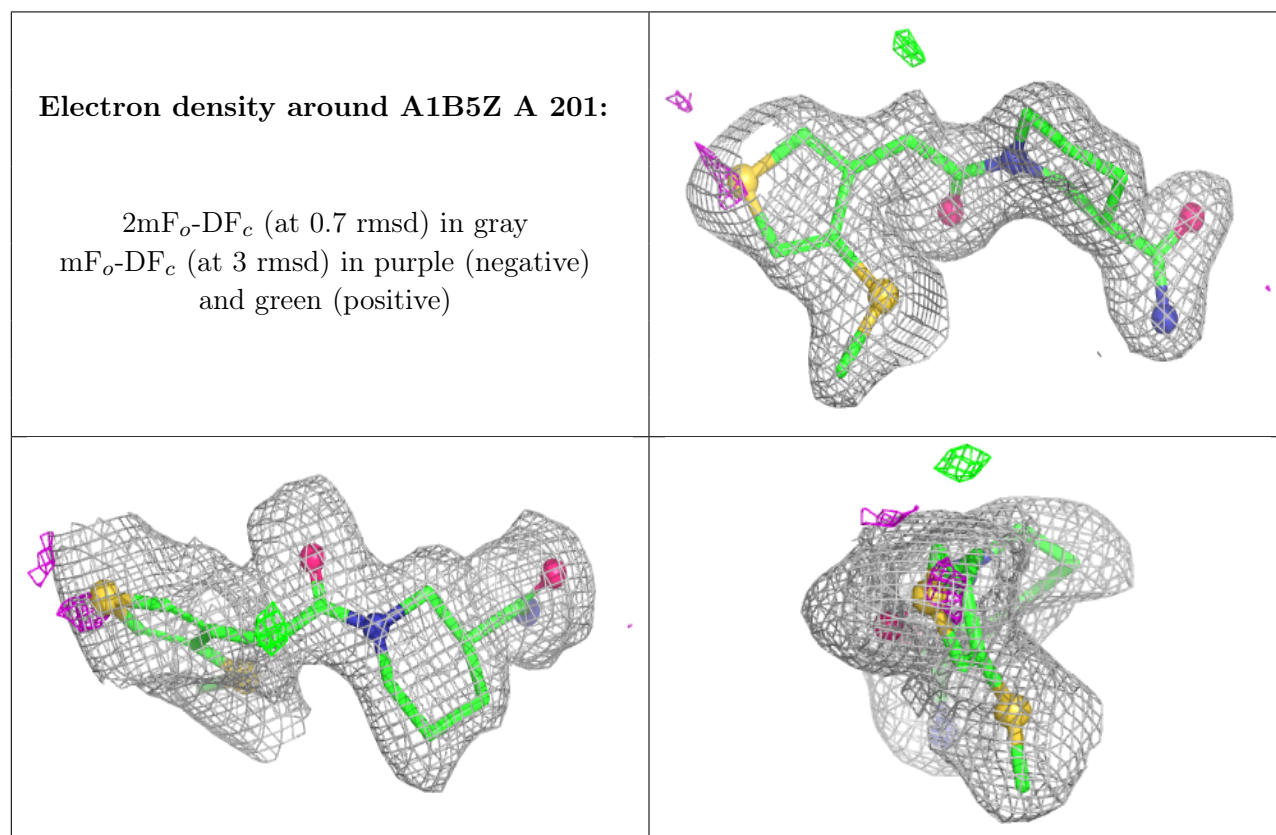 Electron density around A1B5Z A 201:
2mFo-DFc (at 0.7 rmsd) in gray
mFo-DFc (at 3 rmsd) in purple (negative)
and green (positive)